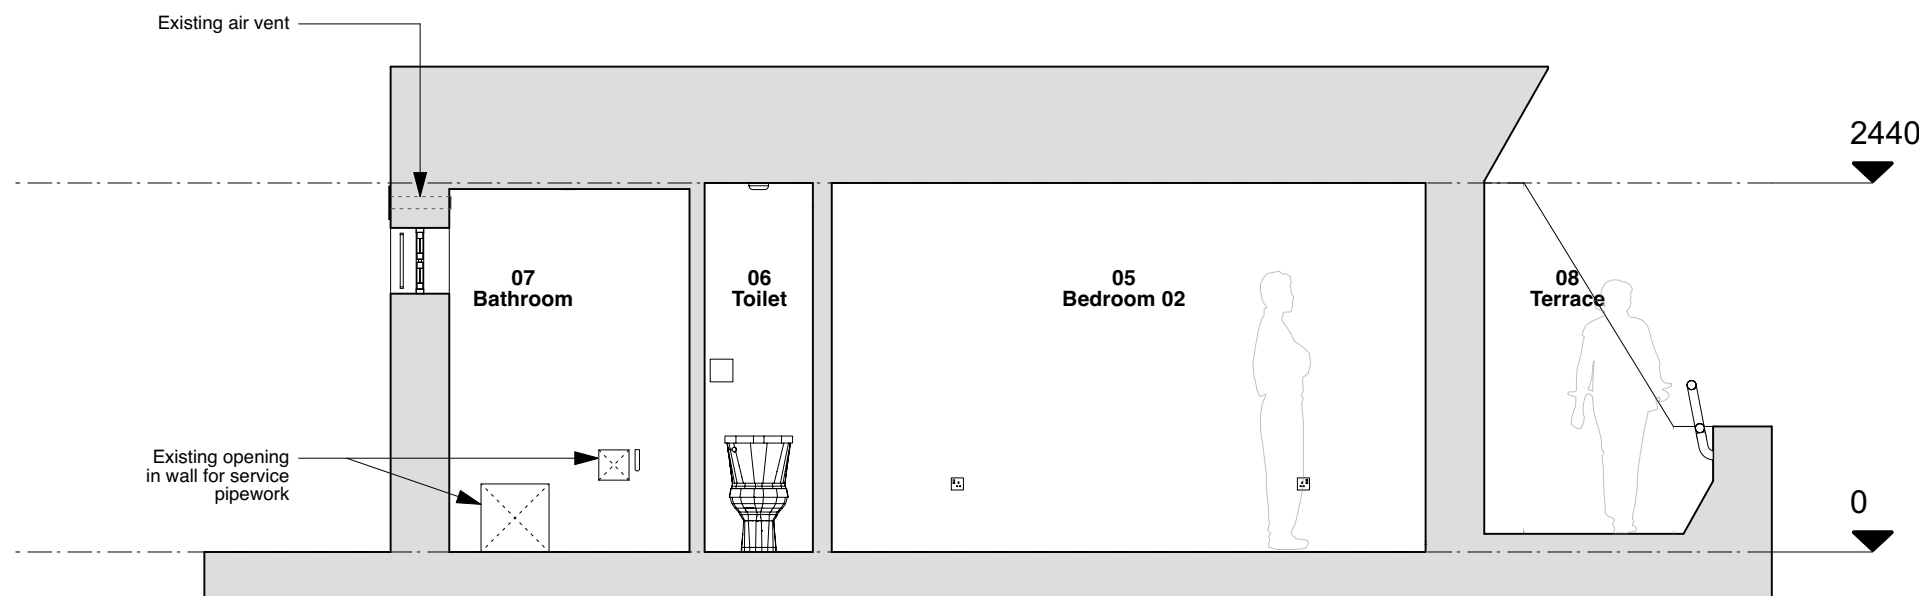 Existing air vent
2440
07
Bathroom
06
Toilet
05
Bedroom 02
08
Terrace
Existing opening
in wall for service
pipework
0